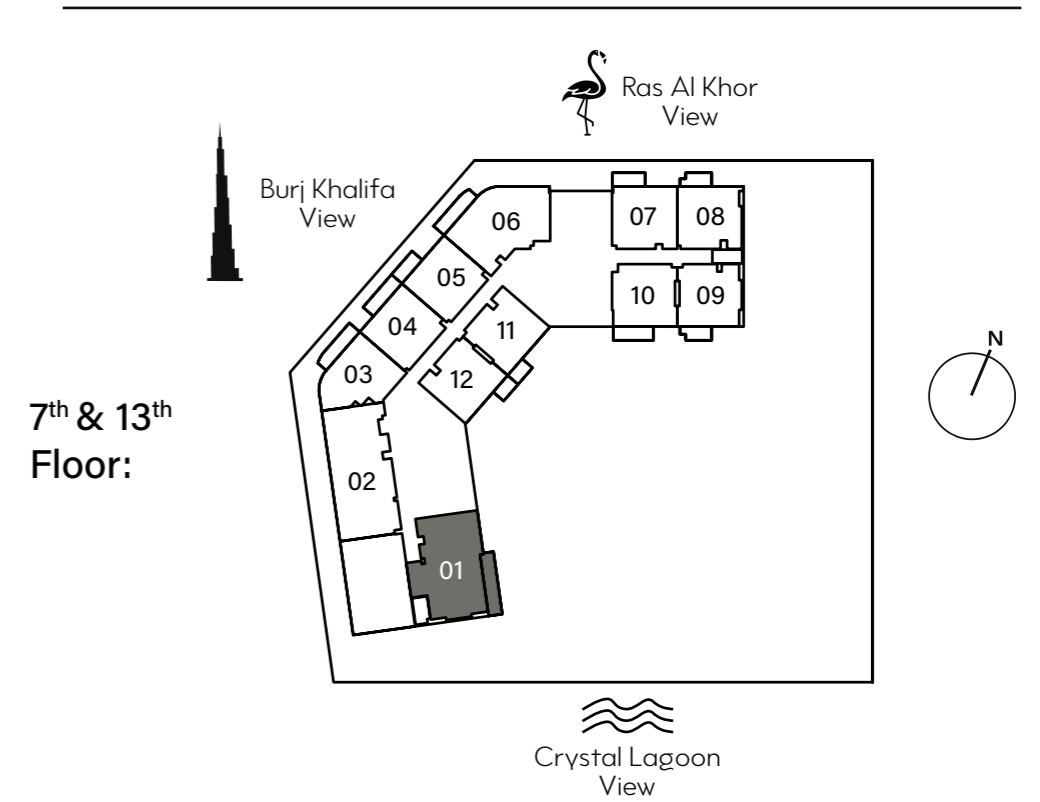 Ras Al Khor
View
Burj Khalifa
View
06
07
08
05
10
09
04
11
N
03
12
7th & 13th
Floor:
02
01
Crystal Lagoon
View